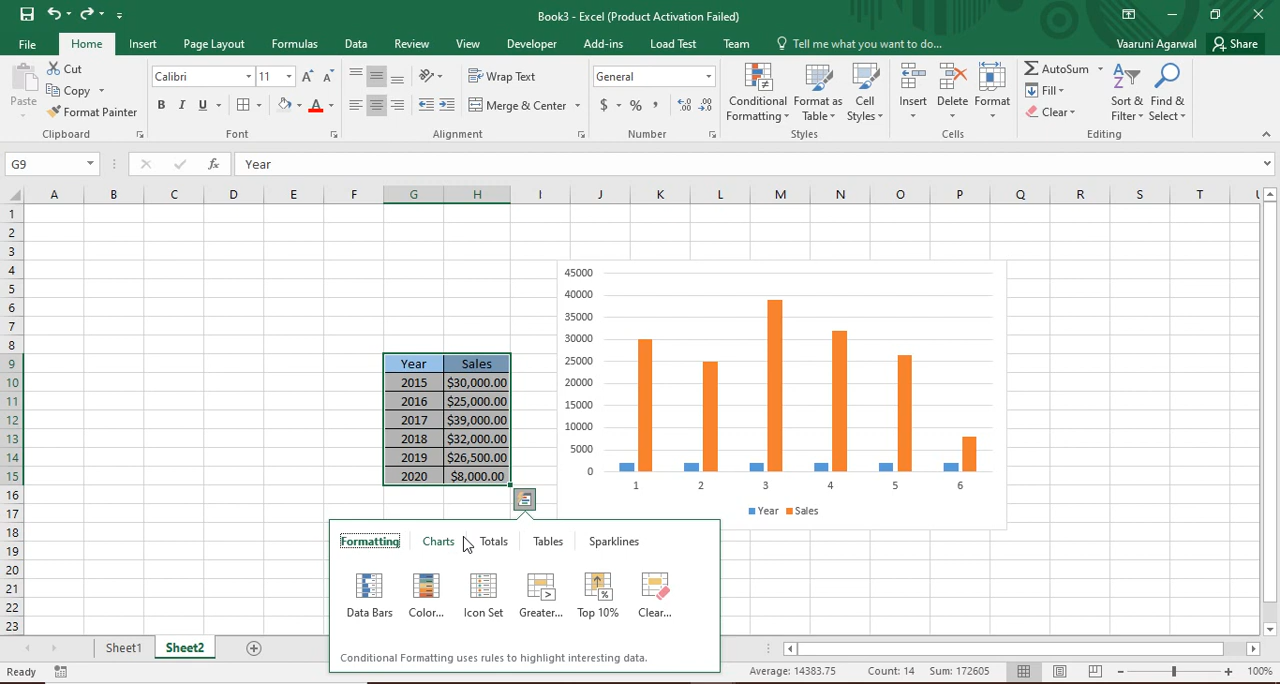 Book3 - Excel (Product Activation Failed)
File Home Insert Page Layout Formulas Data Review View Developer Add-ins Load Test Team Tell me what you want to do... Vaaruni Agarwal Share
Paste
Cut
Copy
Format Painter
Clipboard
Calibri 11 A A
B I U A
Font
Wrap Text
Merge & Center
Alignment
General
$ % , .00
Number
Conditional Formatting
Format as Table
Cell Styles
Styles
Insert Delete Format
Cells
AutoSum
Fill
Clear
Sort & Filter
Find & Select
Editing
G9 fx Year
A B C D E F G H I J K L M N O P Q R S T U
1
2
3
4
5
6
7
8
9 Year Sales
10 2015 $30,000.00
11 2016 $25,000.00
12 2017 $39,000.00
13 2018 $32,000.00
14 2019 $26,500.00
15 2020 $8,000.00
16
17
18
19
20
21
22
23
45000
40000
35000
30000
25000
20000
15000
10000
5000
0
1 2 3 4 5 6
Year Sales
Formatting Charts Totals Tables Sparklines
Data Bars Color... Icon Set Greater... Top 10% Clear...
Conditional Formatting uses rules to highlight interesting data.
Sheet1 Sheet2
Ready Average: 14383.75 Count: 14 Sum: 172605 100%